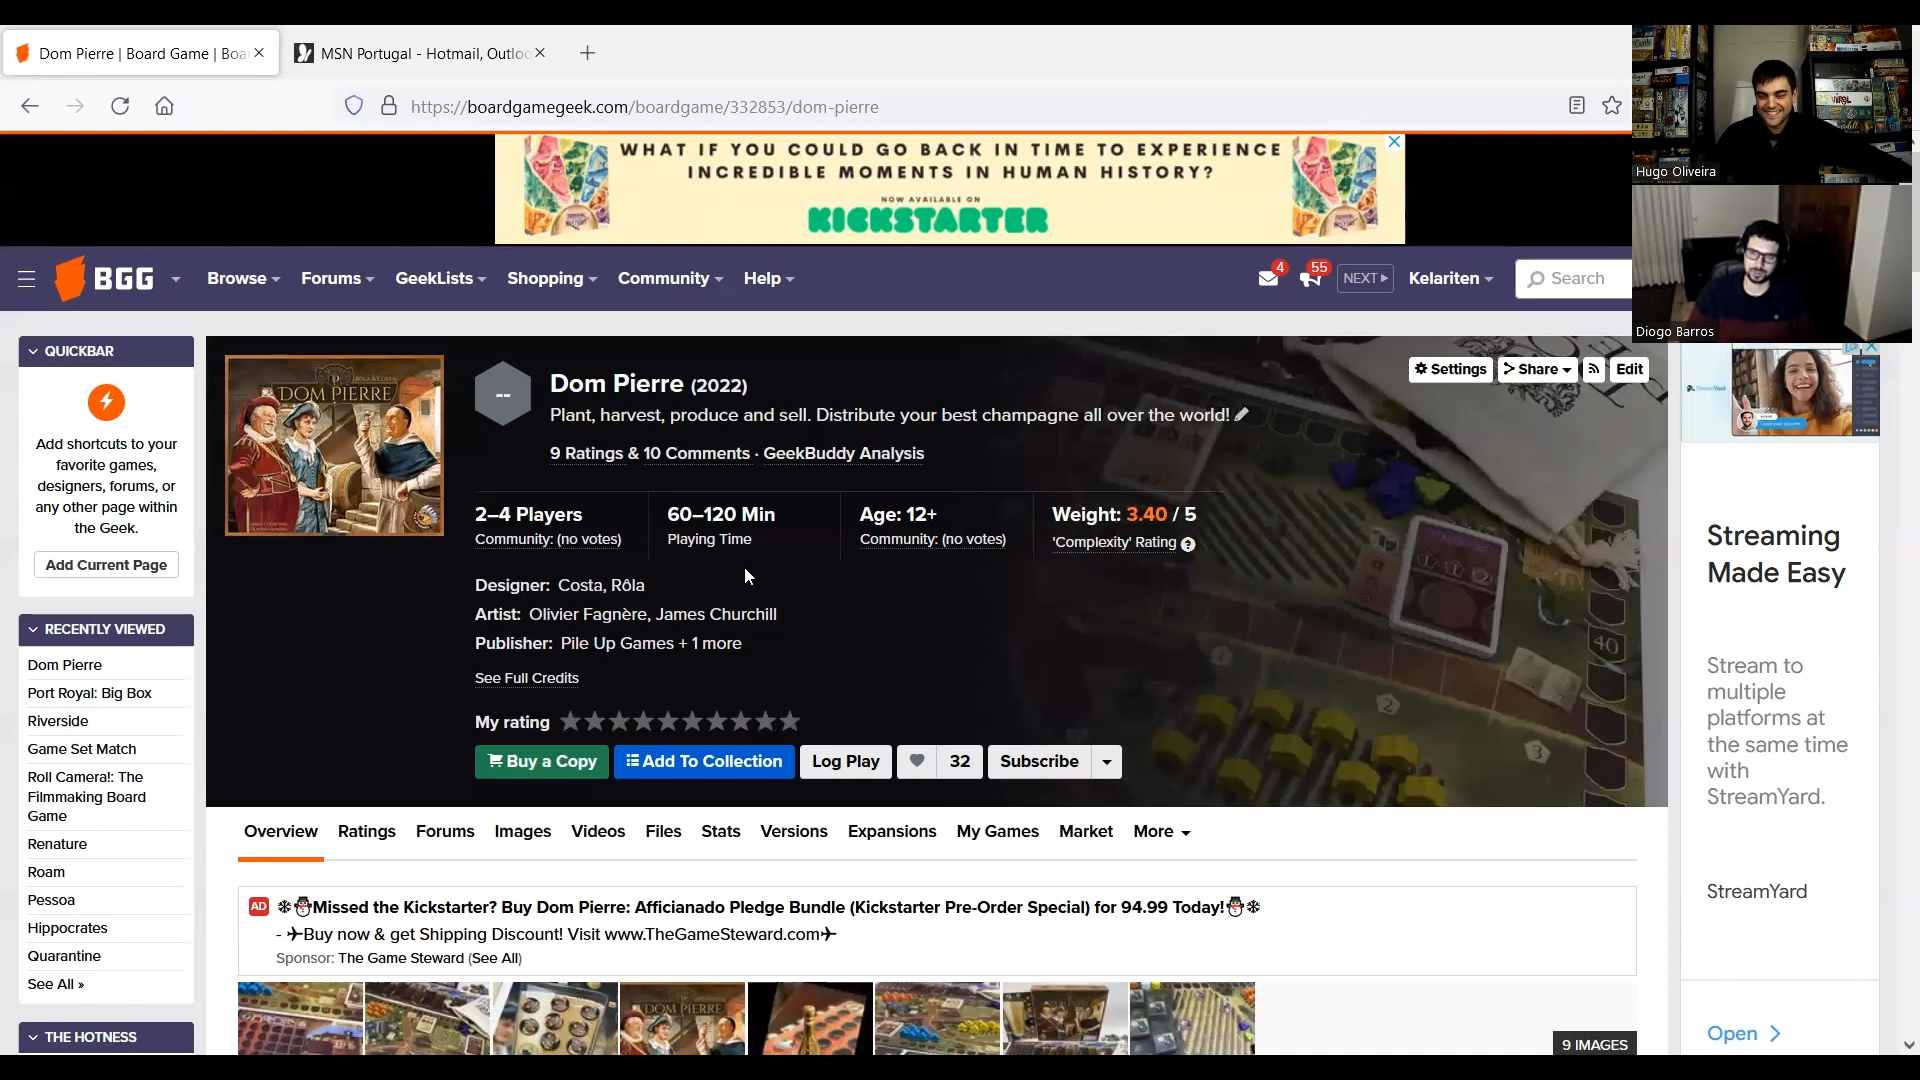 Dom Pierre | Board Game | Boa
MSN Portugal - Hotmail, Outloo
https://boardgamegeek.com/boardgame/332853/dom-pierre
WHAT IF YOU COULD GO BACK IN TIME TO EXPERIENCE
INCREDIBLE MOMENTS IN HUMAN HISTORY?
NOW AVAILABLE ON
KICKSTARTER
Hugo Oliveira
Diogo Barros
BGG
Browse
Forums
GeekLists
Shopping
Community
Help
4
55
NEXT
Kelariten
Search
QUICKBAR
Add shortcuts to your
favorite games,
designers, forums, or
any other page within
the Geek.
Add Current Page
RECENTLY VIEWED
Dom Pierre
Port Royal: Big Box
Riverside
Game Set Match
Roll Camera!: The
Filmmaking Board
Game
Renature
Roam
Pessoa
Hippocrates
Quarantine
See All »
THE HOTNESS
RÔLA & COSTA
DOM PIERRE
--
Dom Pierre (2022)
Plant, harvest, produce and sell. Distribute your best champagne all over the world!
9 Ratings & 10 Comments · GeekBuddy Analysis
Settings
Share
Edit
2–4 Players
Community: (no votes)
60–120 Min
Playing Time
Age: 12+
Community: (no votes)
Weight: 3.40 / 5
'Complexity' Rating ?
Designer: Costa, Rôla
Artist: Olivier Fagnère, James Churchill
Publisher: Pile Up Games + 1 more
See Full Credits
My rating
Buy a Copy
Add To Collection
Log Play
32
Subscribe
40
2
3
Overview
Ratings
Forums
Images
Videos
Files
Stats
Versions
Expansions
My Games
Market
More
AD
Missed the Kickstarter? Buy Dom Pierre: Afficianado Pledge Bundle (Kickstarter Pre-Order Special) for 94.99 Today!
- ✈Buy now & get Shipping Discount! Visit www.TheGameSteward.com✈
Sponsor: The Game Steward (See All)
DOM PIERRE
9 IMAGES
StreamYard
Streaming
Made Easy
Stream to
multiple
platforms at
the same time
with
StreamYard.
StreamYard
Open